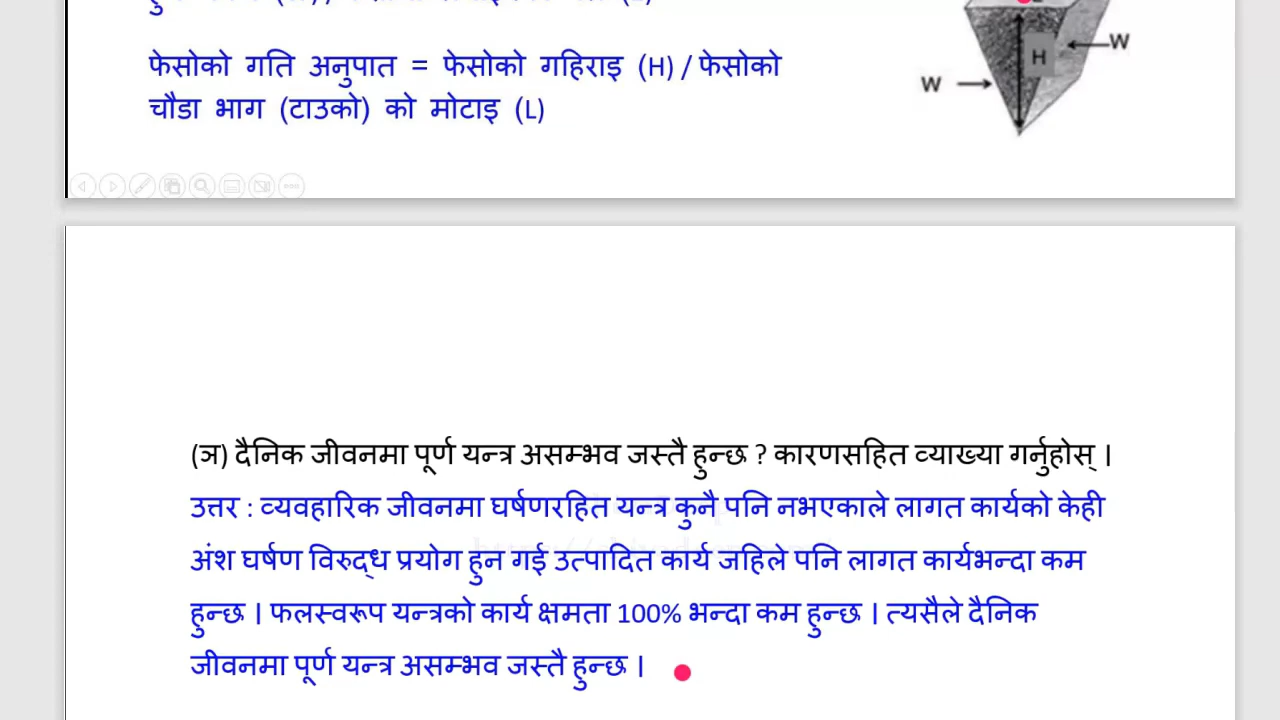 फेसोको गति अनुपात = फेसोको गहिराइ (H) / फेसोको
चौडा भाग (टाउको) को मोटाइ (L)
H
W
W
(ञ) दैनिक जीवनमा पूर्ण यन्त्र असम्भव जस्तै हुन्छ ? कारणसहित व्याख्या गर्नुहोस् ।
उत्तर : व्यवहारिक जीवनमा घर्षणरहित यन्त्र कुनै पनि नभएकाले लागत कार्यको केही
अंश घर्षण विरुद्ध प्रयोग हुन गई उत्पादित कार्य जहिले पनि लागत कार्यभन्दा कम
हुन्छ । फलस्वरूप यन्त्रको कार्य क्षमता 100% भन्दा कम हुन्छ । त्यसैले दैनिक
जीवनमा पूर्ण यन्त्र असम्भव जस्तै हुन्छ ।